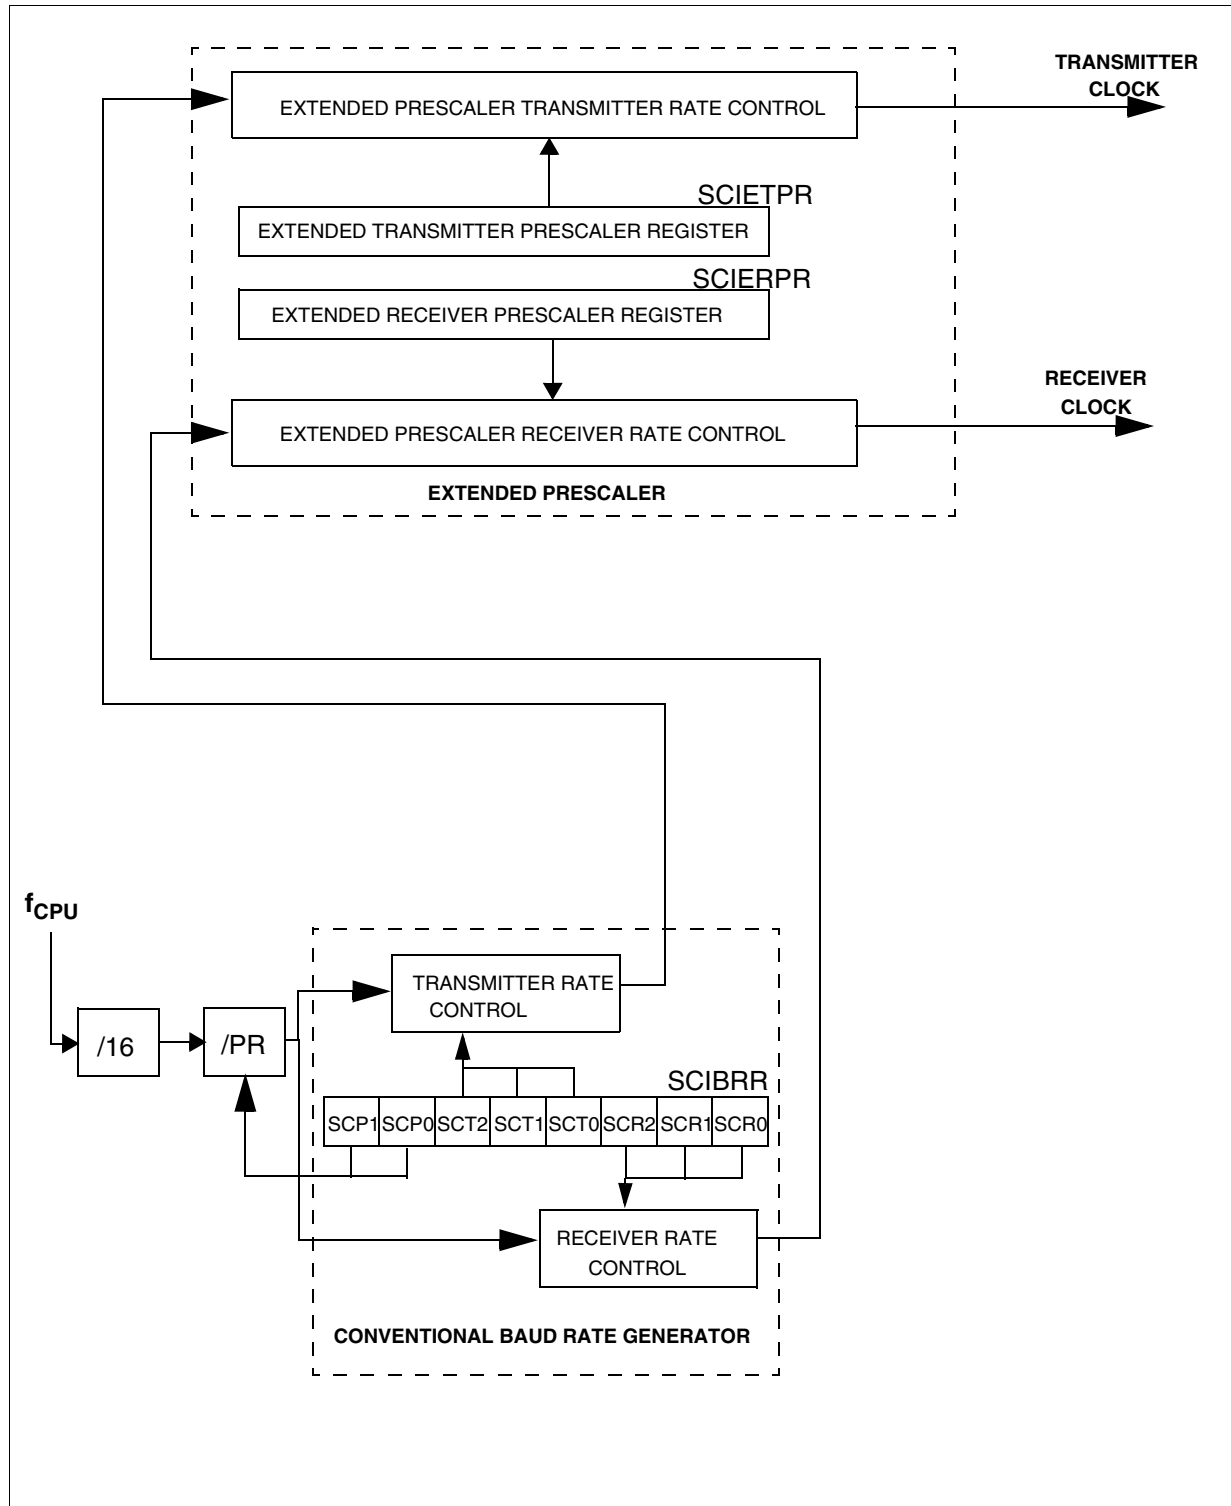 TRANSMITTER
CLOCK
EXTENDED PRESCALER TRANSMITTER RATE CONTROL
SCIETPR
EXTENDED TRANSMITTER PRESCALER REGISTER
SCIERPR
EXTENDED RECEIVER PRESCALER REGISTER
RECEIVER
CLOCK
EXTENDED PRESCALER RECEIVER RATE CONTROL
EXTENDED PRESCALER
fCPU
TRANSMITTER RATE
CONTROL
/16
/PR
SCIBRR
SCP1 SCP0 SCT2 SCT1 SCT0 SCR2 SCR1 SCR0
RECEIVER RATE
CONTROL
CONVENTIONAL BAUD RATE GENERATOR